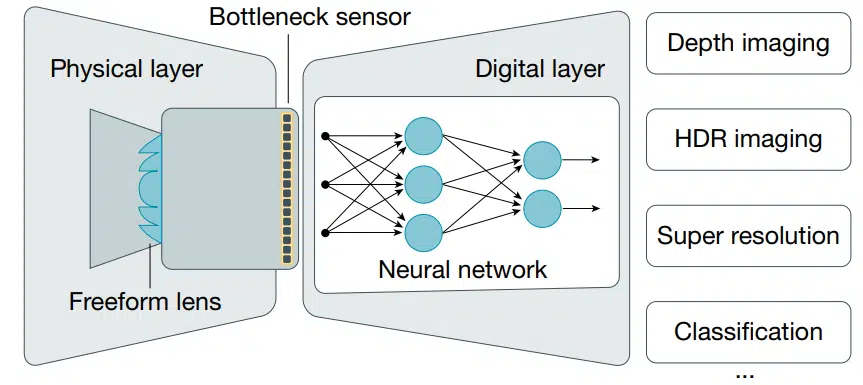 Bottleneck sensor
Physical layer
Digital layer
Freeform lens
Neural network
Depth imaging
HDR imaging
Super resolution
Classification
...